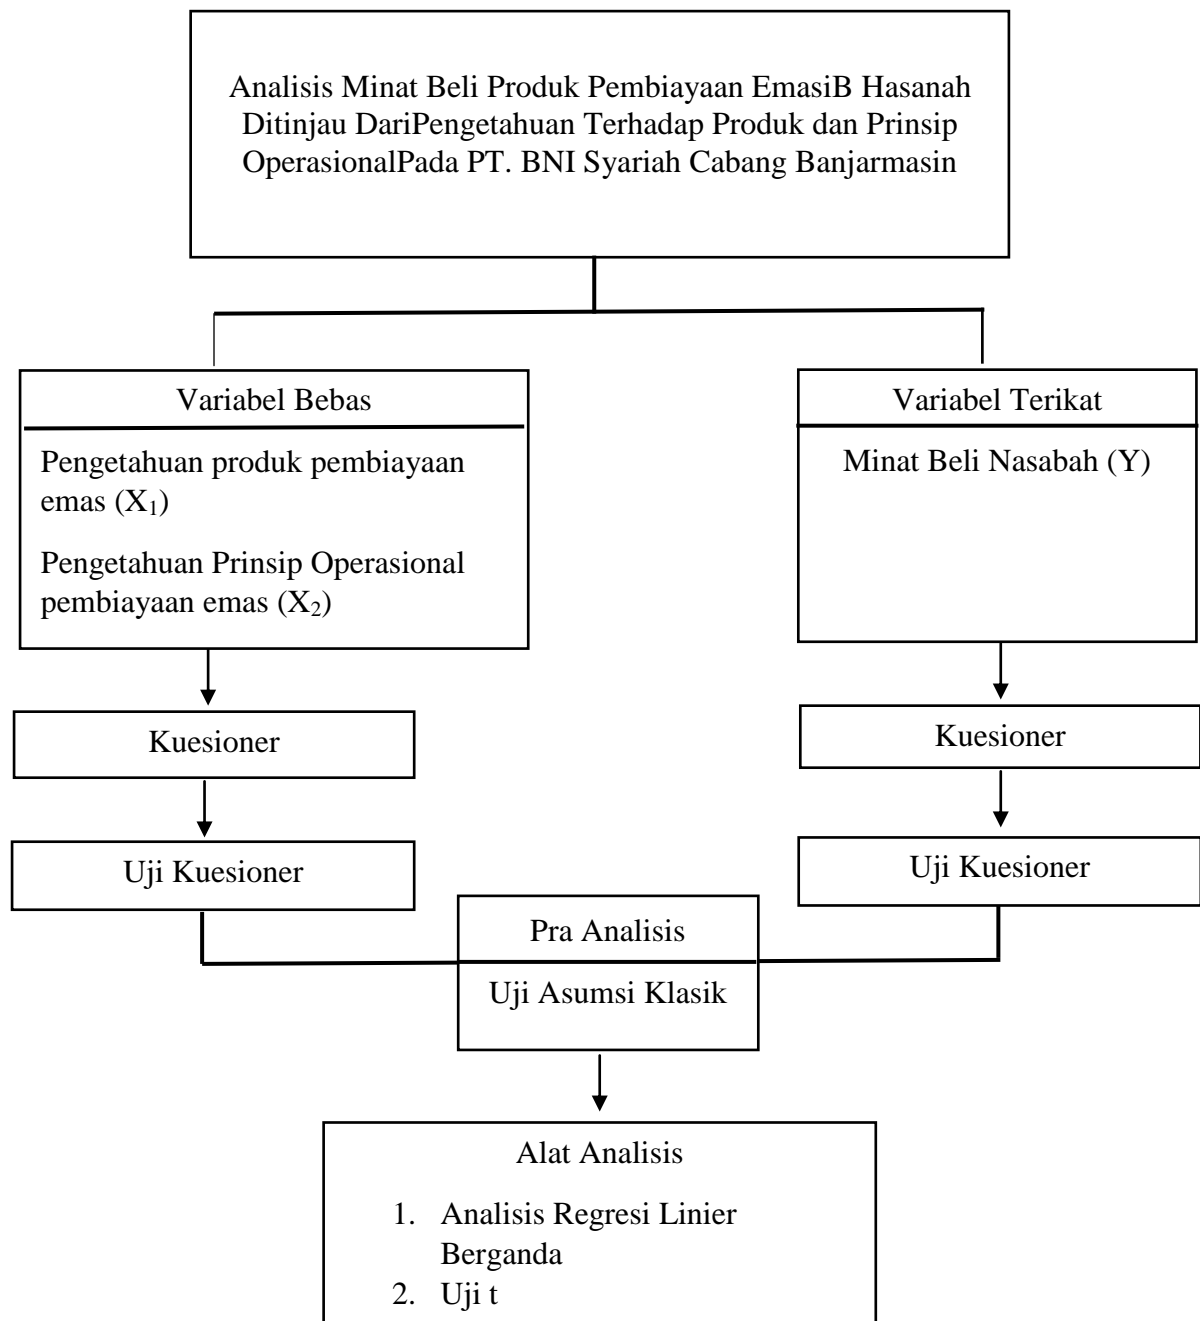 Analisis Minat Beli Produk Pembiayaan EmasiB Hasanah
Ditinjau DariPengetahuan Terhadap Produk dan Prinsip
OperasionalPada PT. BNI Syariah Cabang Banjarmasin
Variabel Bebas
Pengetahuan produk pembiayaan
emas (X₁)
Pengetahuan Prinsip Operasional
pembiayaan emas (X₂)
Variabel Terikat
Minat Beli Nasabah (Y)
Kuesioner
Kuesioner
Uji Kuesioner
Uji Kuesioner
Pra Analisis
Uji Asumsi Klasik
Alat Analisis
1. Analisis Regresi Linier
Berganda
2. Uji t